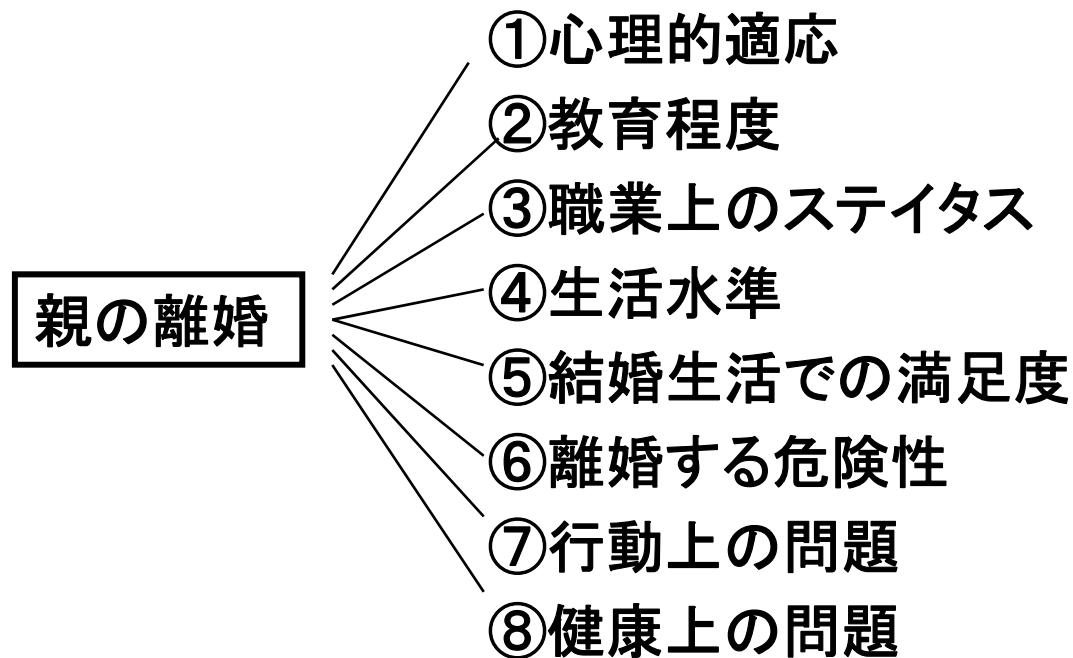 ①心理的適応
②教育程度
③職業上のステイタス
④生活水準
親の離婚
⑤結婚生活での満足度
⑥離婚する危険性
⑦行動上の問題
⑧健康上の問題